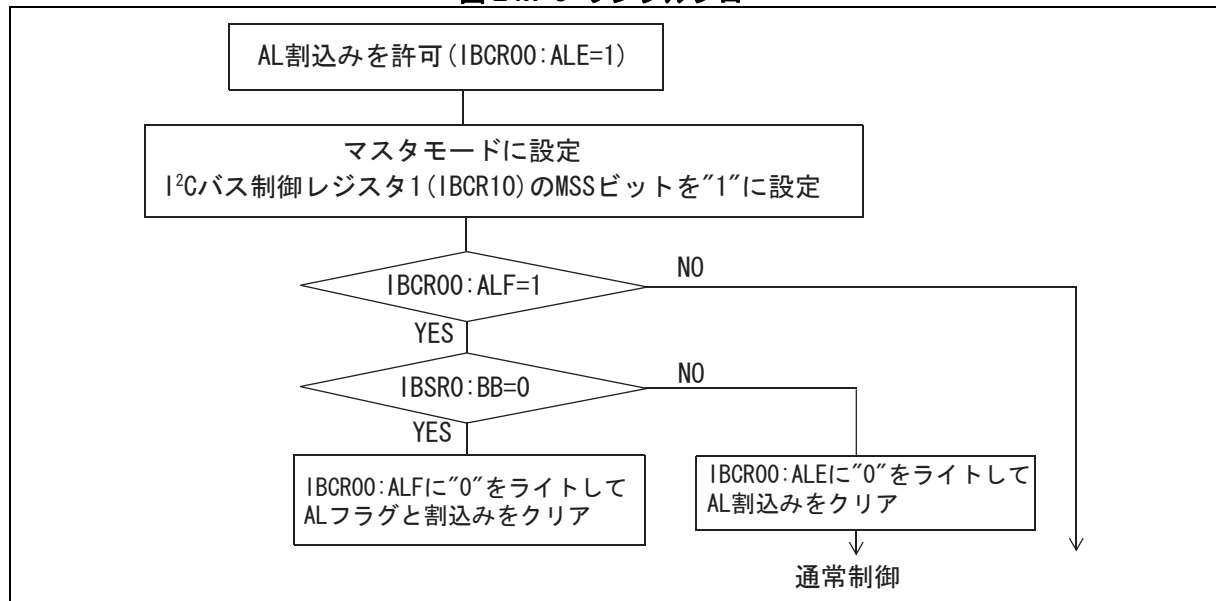 AL割込みを許可(IBCR00:ALE=1)
マスタモードに設定
I²Cバス制御レジスタ1(IBCR10)のMSSビットを"1"に設定
IBCR00:ALF=1
NO
YES
IBSR0:BB=0
NO
YES
IBCR00:ALFに"0"をライトして
ALフラグと割込みをクリア
IBCR00:ALEに"0"をライトして
AL割込みをクリア
通常制御